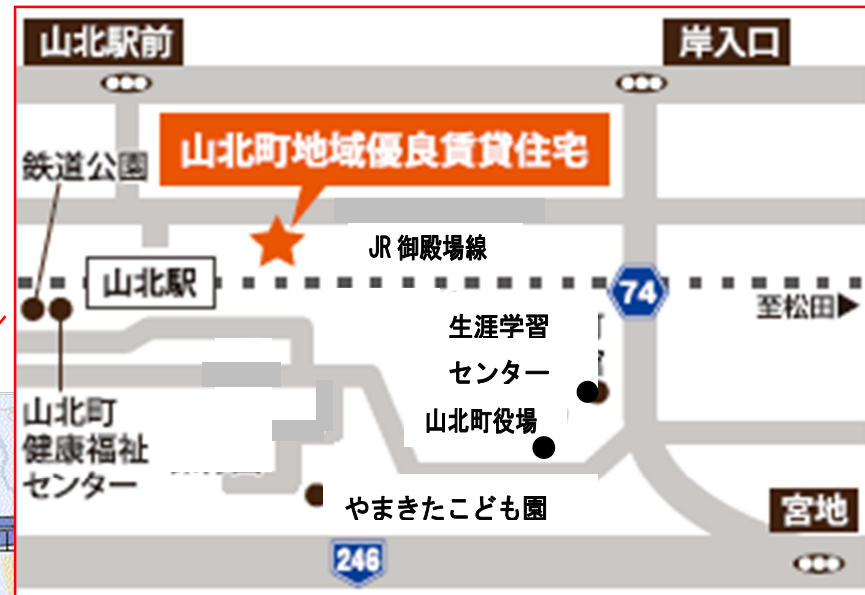 山北駅前
岸入口
山北町地域優良賃貸住宅
鉄道公園
JR御殿場線
山北駅
74
至松田▶
生涯学習
センター
山北町役場
山北町
健康福祉
センター
やまきたこども園
宮地
246